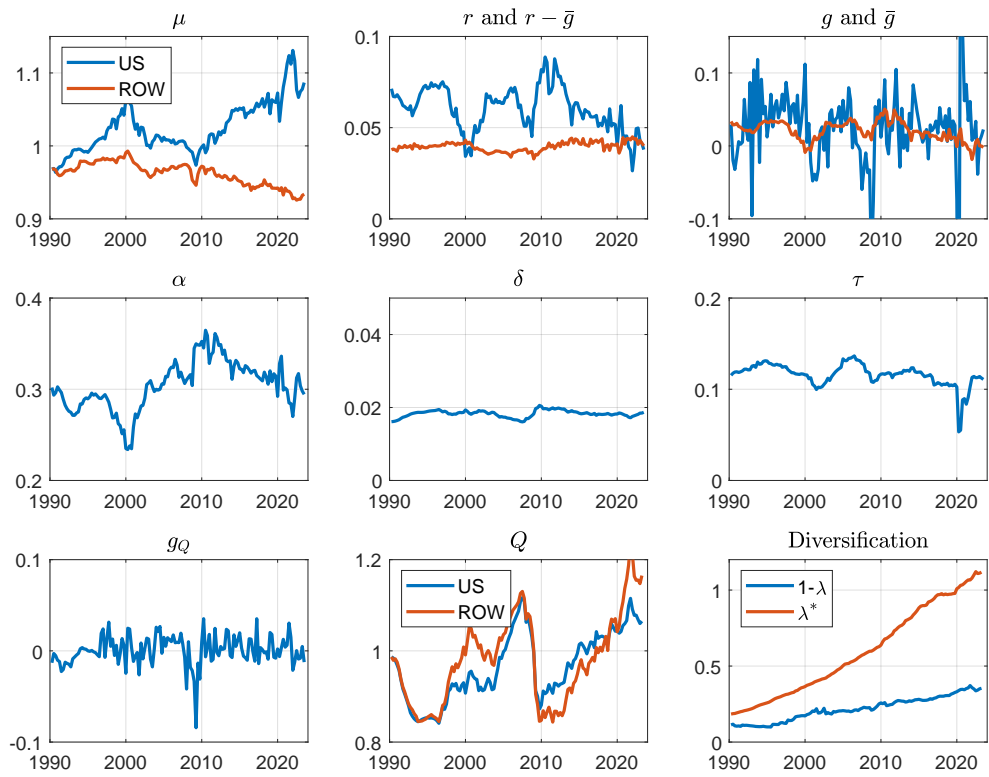 μ
1.1
1
0.9
US
ROW
1990 2000 2010 2020
r and r − ḡ
0.1
0.05
0
1990 2000 2010 2020
g and ḡ
0.1
0
-0.1
1990 2000 2010 2020
α
0.4
0.3
0.2
1990 2000 2010 2020
δ
0.04
0.02
0
1990 2000 2010 2020
τ
0.2
0.1
0
1990 2000 2010 2020
g_Q
0.1
0
-0.1
1990 2000 2010 2020
Q
1.2
1
0.8
US
ROW
1990 2000 2010 2020
Diversification
1
0.5
0
1-λ
λ*
1990 2000 2010 2020